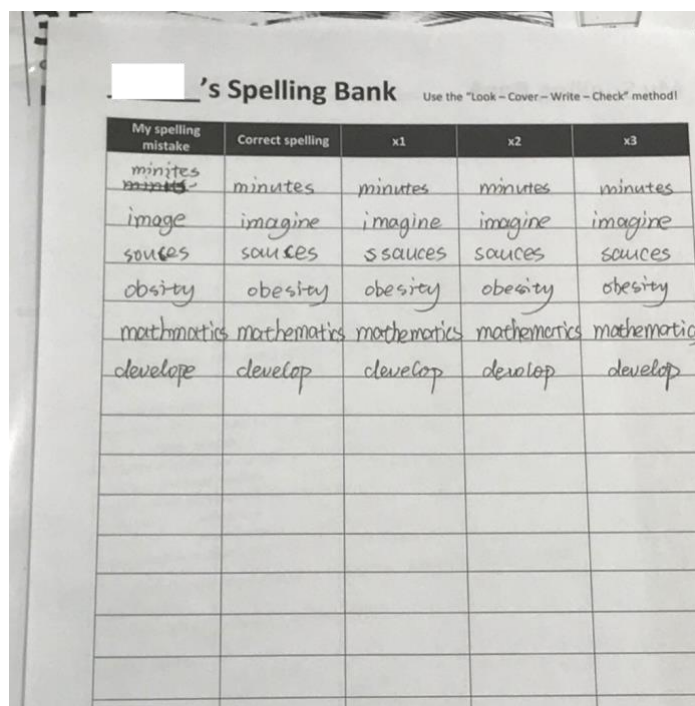 's Spelling Bank Use the "Look – Cover – Write – Check" method!
My spelling mistake Correct spelling x1 x2 x3
minites
minutes minutes minutes minutes
image imagine imagine imagine imagine
souces sauces s sauces sauces sauces
obsity obesity obesity obesity obesity
mathmatics mathematics mathematics mathematics mathematic
develope develop develop devolop develop